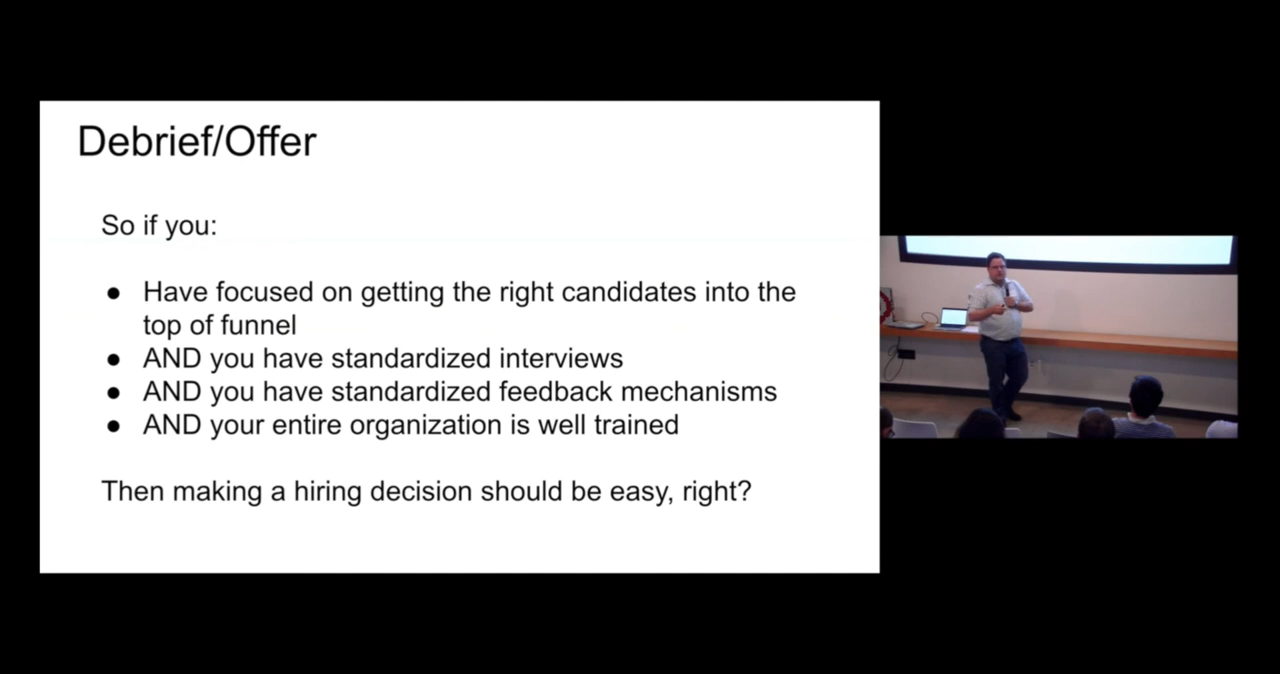 Debrief/Offer
So if you:
● Have focused on getting the right candidates into the
top of funnel
● AND you have standardized interviews
● AND you have standardized feedback mechanisms
● AND your entire organization is well trained
Then making a hiring decision should be easy, right?